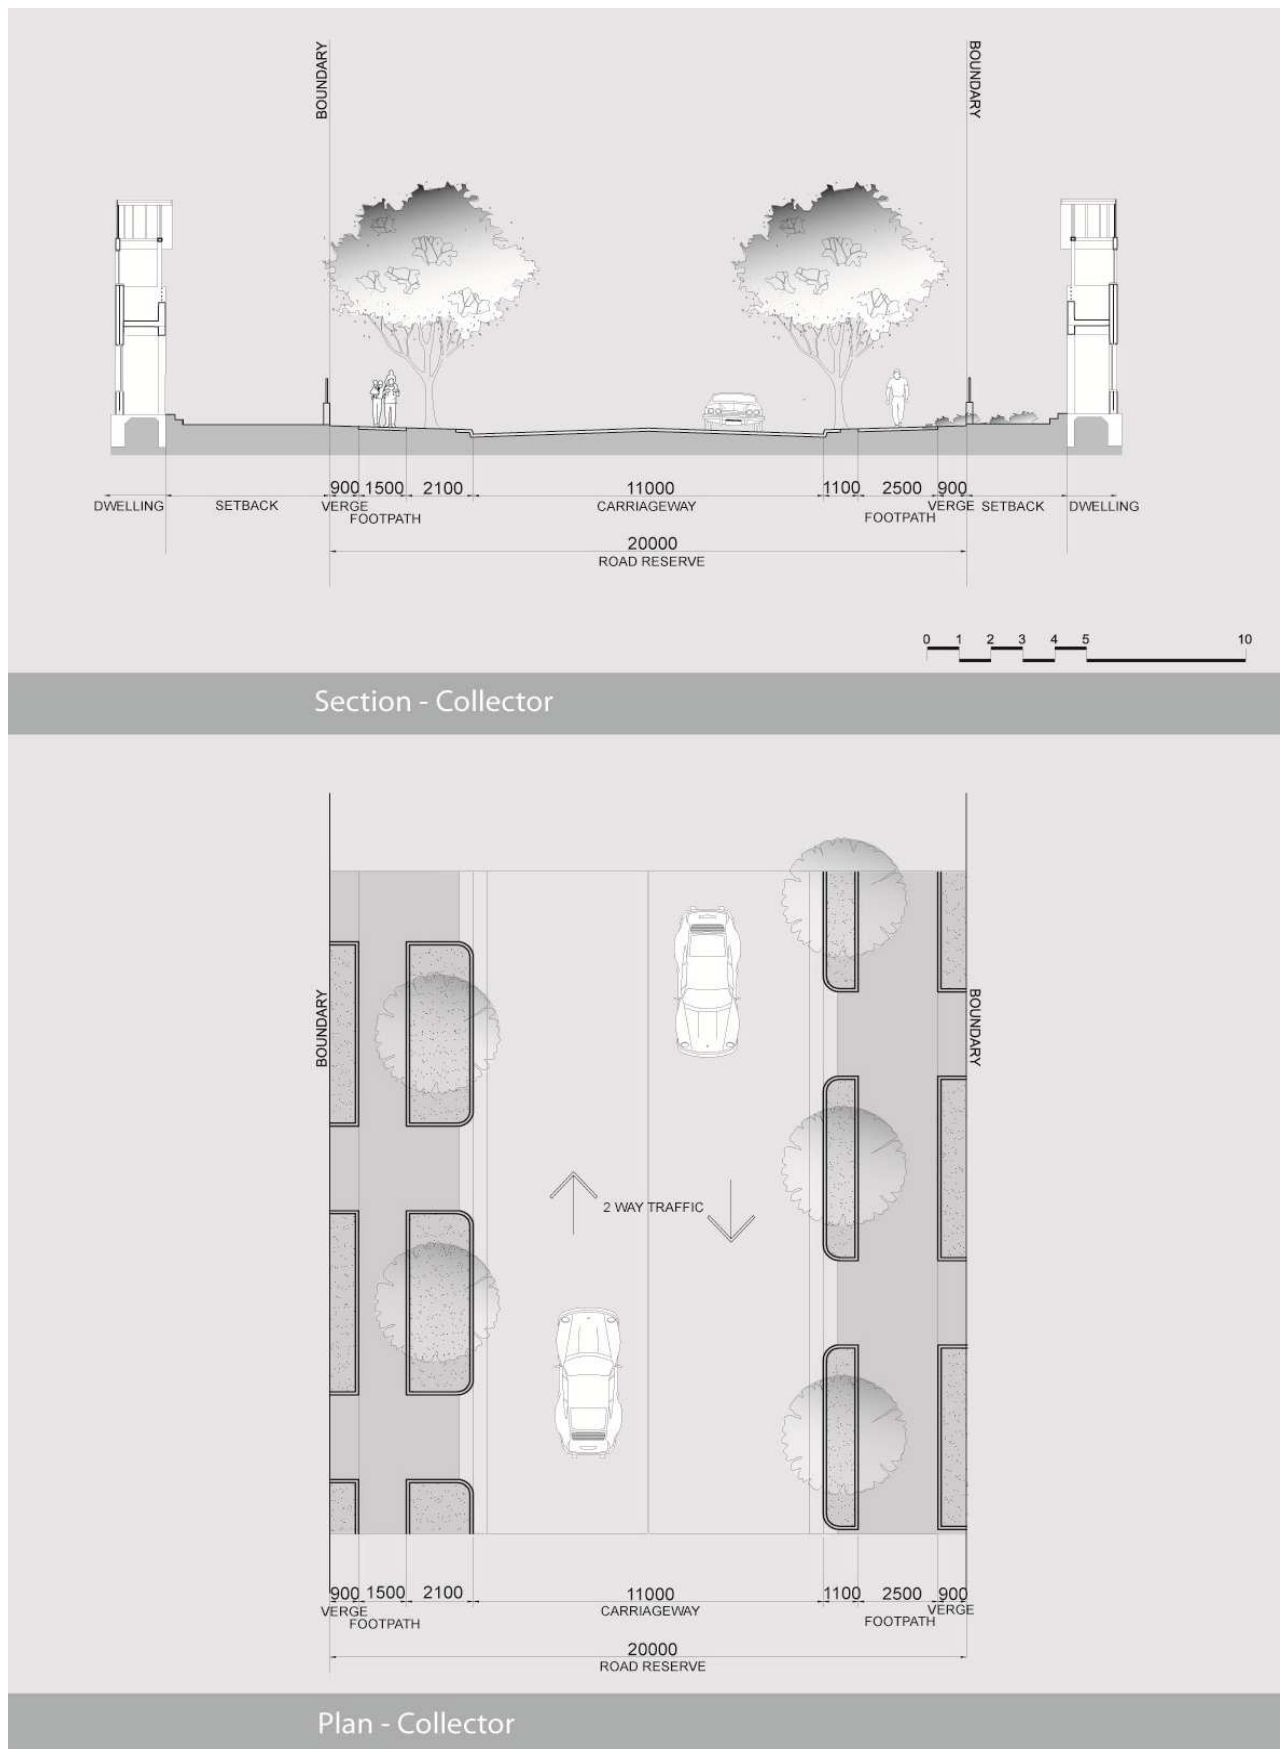 BOUNDARY
BOUNDARY
900 1500 2100 11000 1100 2500 900
DWELLING SETBACK VERGE CARRIAGEWAY VERGE SETBACK DWELLING
FOOTPATH FOOTPATH
20000
ROAD RESERVE
0 1 2 3 4 5 10
Section - Collector
BOUNDARY
BOUNDARY
2 WAY TRAFFIC
900 1500 2100 11000 1100 2500 900
VERGE CARRIAGEWAY VERGE
FOOTPATH FOOTPATH
20000
ROAD RESERVE
Plan - Collector